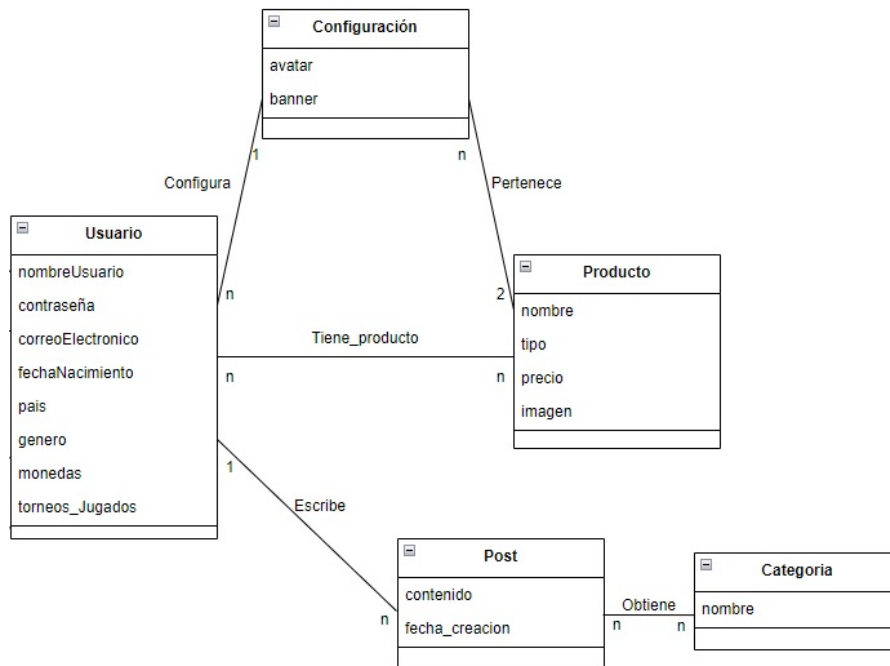 Configuración
avatar
banner
1
n
Configura
Pertenece
Usuario
nombreUsuario
contraseña
correoElectronico
fechaNacimiento
pais
genero
monedas
torneos_Jugados
n
2
Producto
nombre
tipo
precio
imagen
Tiene_producto
n
n
1
Escribe
n
Post
contenido
fecha_creacion
Obtiene
n
n
Categoria
nombre